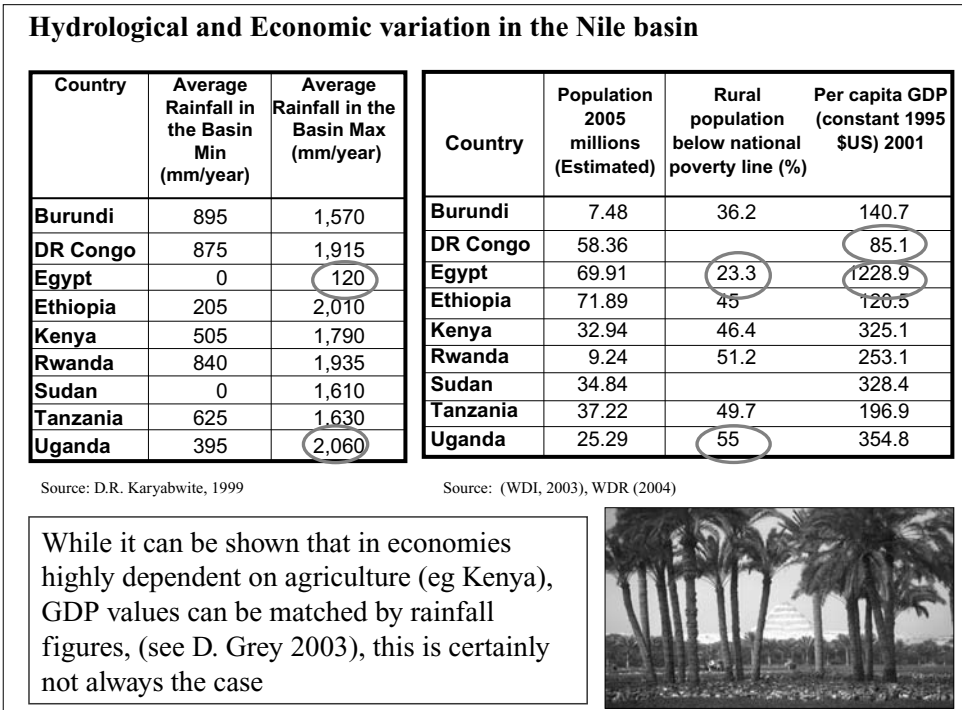 Hydrological and Economic variation in the Nile basin
Country Average Rainfall in the Basin Min (mm/year) Average Rainfall in the Basin Max (mm/year)
Burundi 895 1,570
DR Congo 875 1,915
Egypt 0 120
Ethiopia 205 2,010
Kenya 505 1,790
Rwanda 840 1,935
Sudan 0 1,610
Tanzania 625 1,630
Uganda 395 2,060
Source: D.R. Karyabwite, 1999
Country Population 2005 millions (Estimated) Rural population below national poverty line (%) Per capita GDP (constant 1995 $US) 2001
Burundi 7.48 36.2 140.7
DR Congo 58.36 85.1
Egypt 69.91 23.3 1228.9
Ethiopia 71.89 45 120.5
Kenya 32.94 46.4 325.1
Rwanda 9.24 51.2 253.1
Sudan 34.84 328.4
Tanzania 37.22 49.7 196.9
Uganda 25.29 55 354.8
Source: (WDI, 2003), WDR (2004)
While it can be shown that in economies
highly dependent on agriculture (eg Kenya),
GDP values can be matched by rainfall
figures, (see D. Grey 2003), this is certainly
not always the case